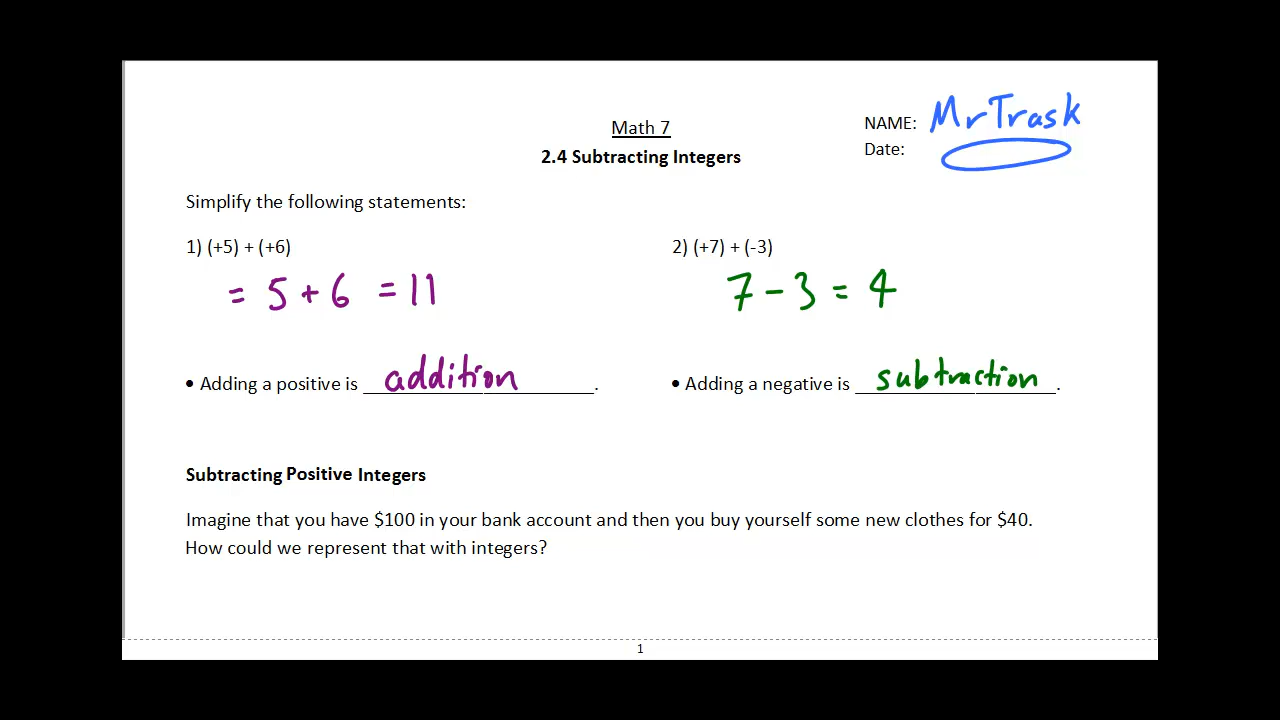 Math 7
NAME: MrTrask
2.4 Subtracting Integers
Date:
Simplify the following statements:
1) (+5) + (+6)
2) (+7) + (-3)
= 5 + 6 = 11
7 - 3 = 4
• Adding a positive is addition.
• Adding a negative is subtraction.
Subtracting Positive Integers
Imagine that you have $100 in your bank account and then you buy yourself some new clothes for $40.
How could we represent that with integers?
1